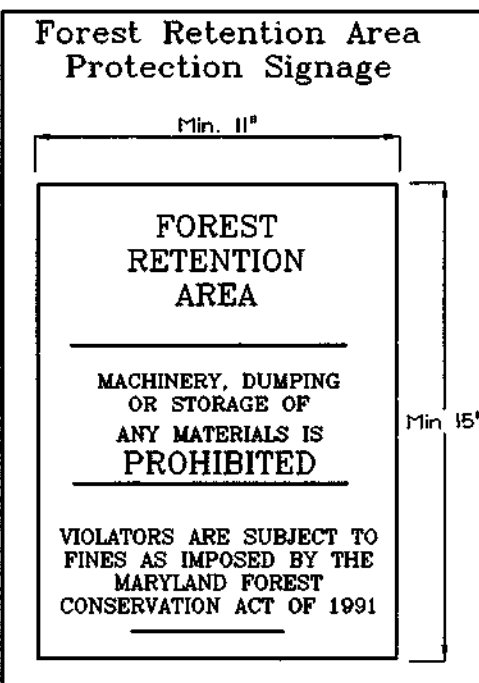 Forest Retention Area
Protection Signage
Min. 11"
FOREST
RETENTION
AREA
MACHINERY, DUMPING
OR STORAGE OF
ANY MATERIALS IS
PROHIBITED
Min 15"
VIOLATORS ARE SUBJECT TO
FINES AS IMPOSED BY THE
MARYLAND FOREST
CONSERVATION ACT OF 1991